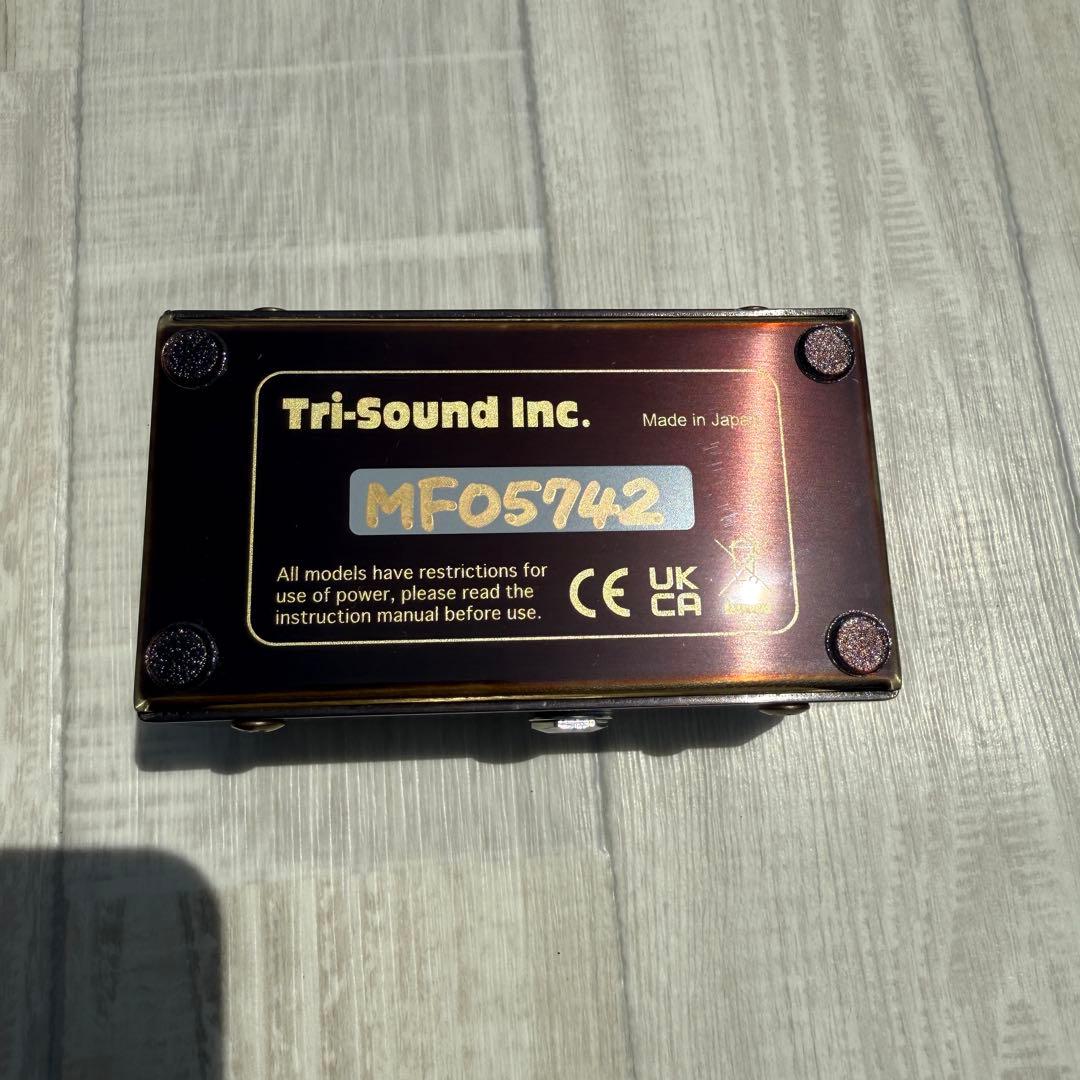 Tri-Sound Inc.
Made in Japan
MF05742
All models have restrictions for
use of power, please read the
instruction manual before use.
CE
UK
CA